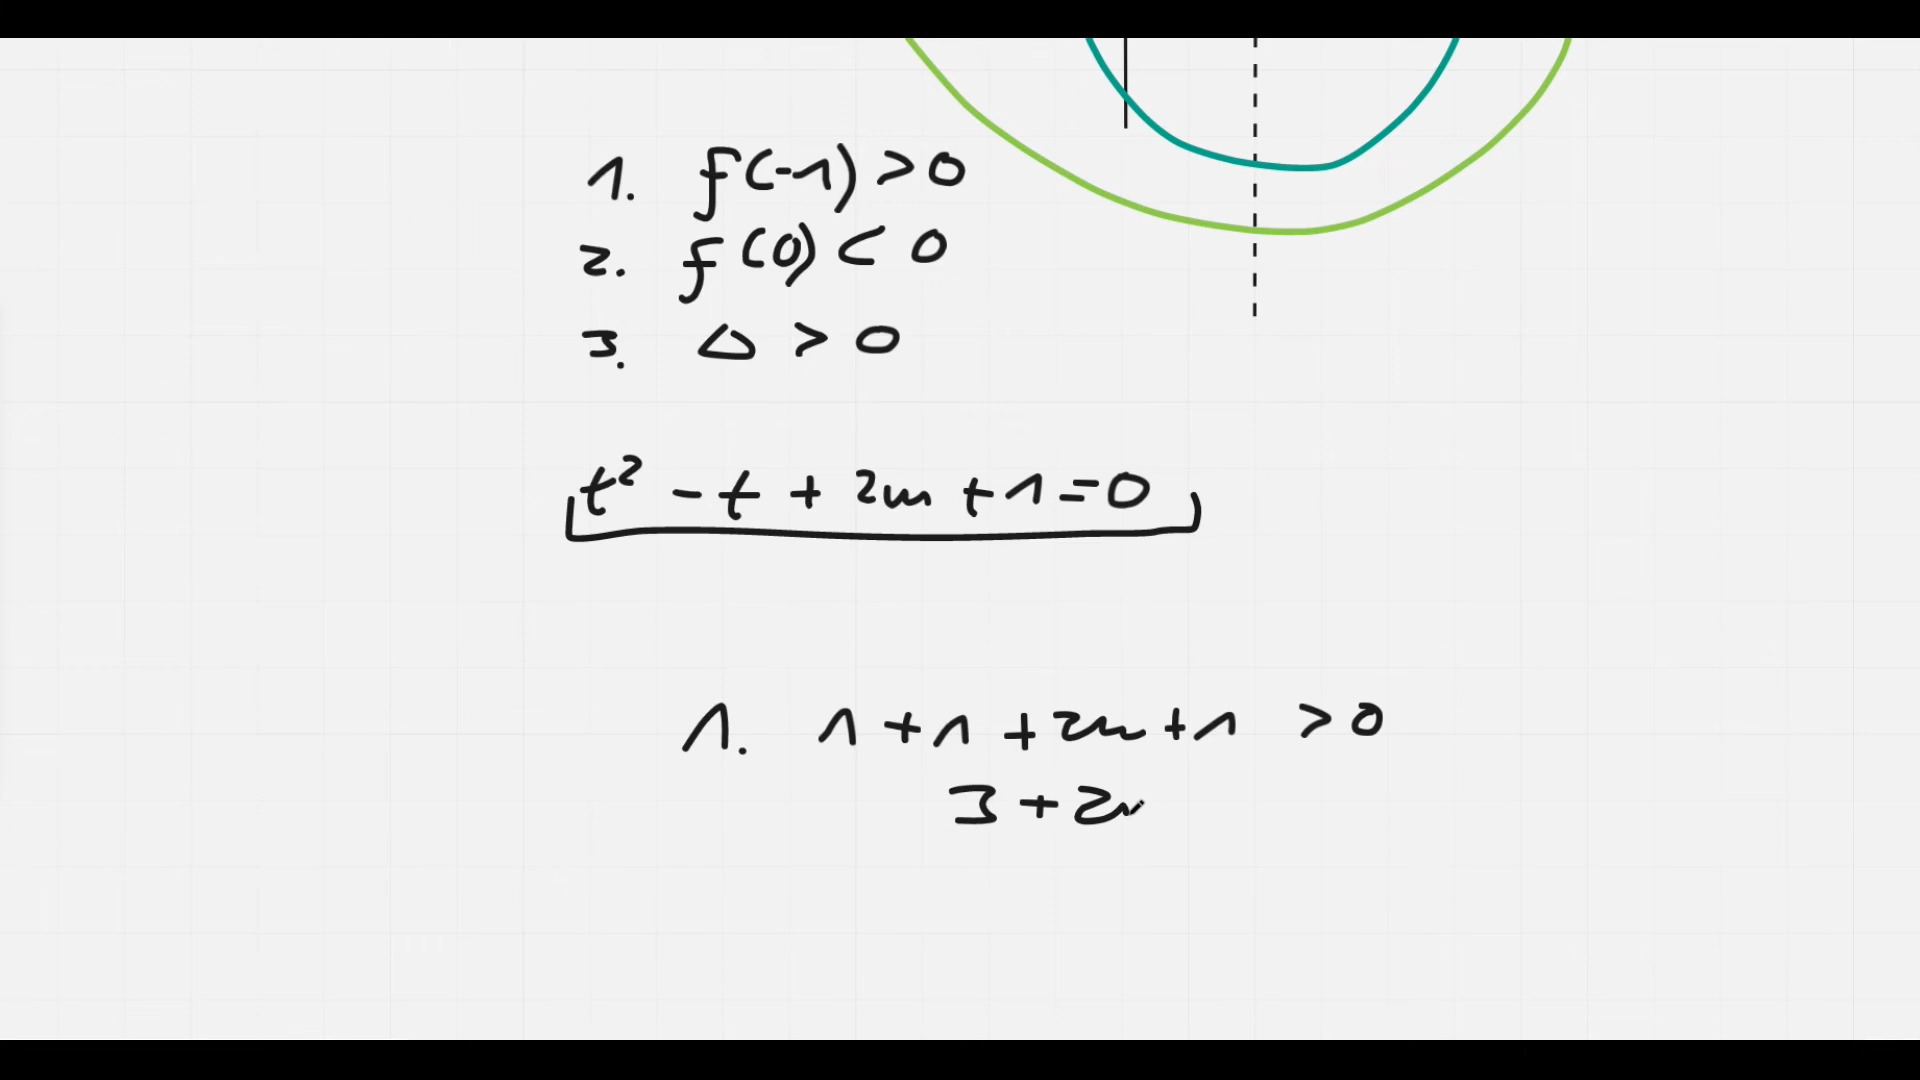 1. f(-1) > 0
2. f(0) < 0
3. Δ > 0
t² - t + 2m + 1 = 0
1. 1 + 1 + 2m + 1 > 0
3 + 2m